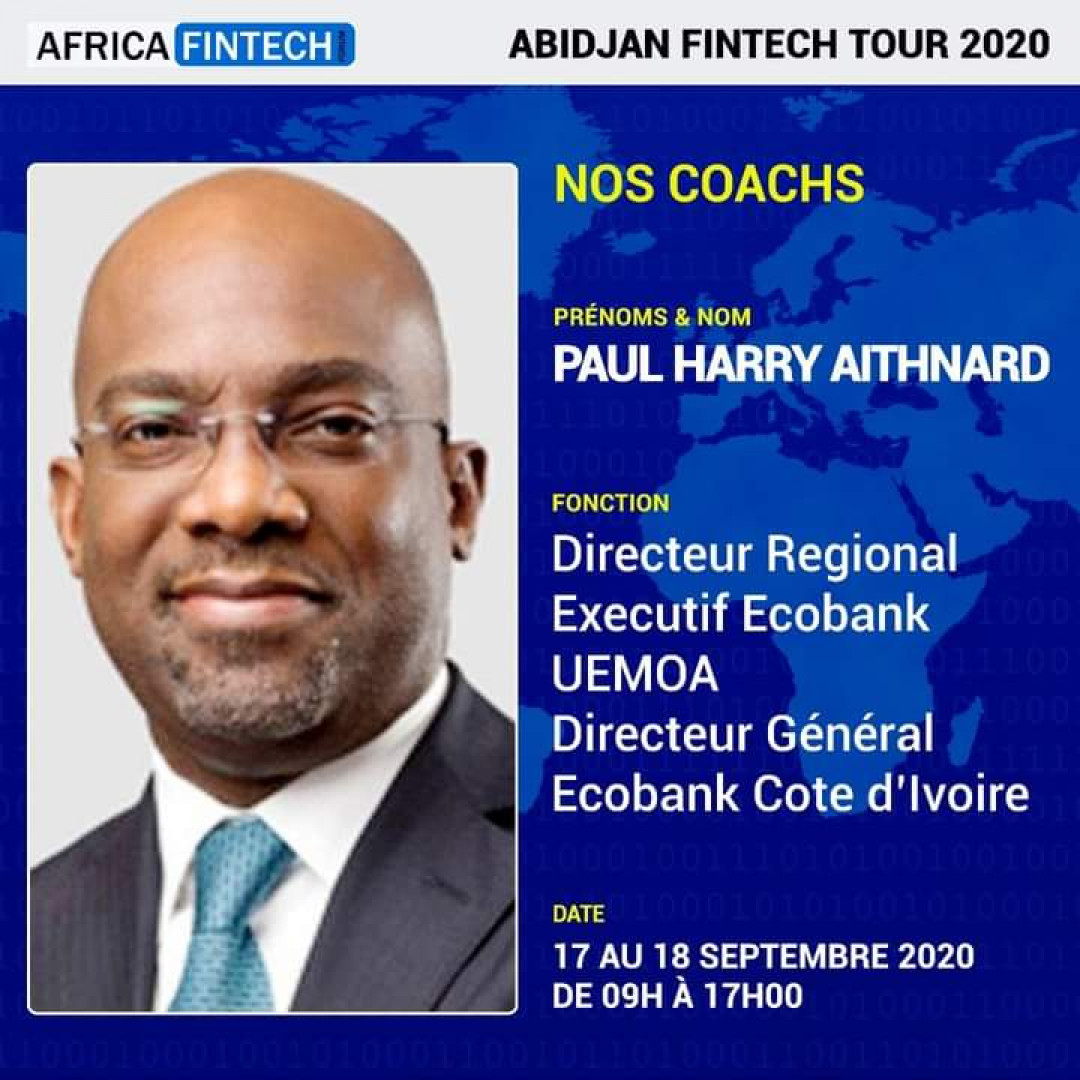 AFRICA FINTECH FORUM
ABIDJAN FINTECH TOUR 2020
NOS COACHS
PRÉNOMS & NOM
PAUL HARRY AITHNARD
FONCTION
Directeur Regional
Executif Ecobank
UEMOA
Directeur Général
Ecobank Cote d'Ivoire
DATE
17 AU 18 SEPTEMBRE 2020
DE 09H À 17H00